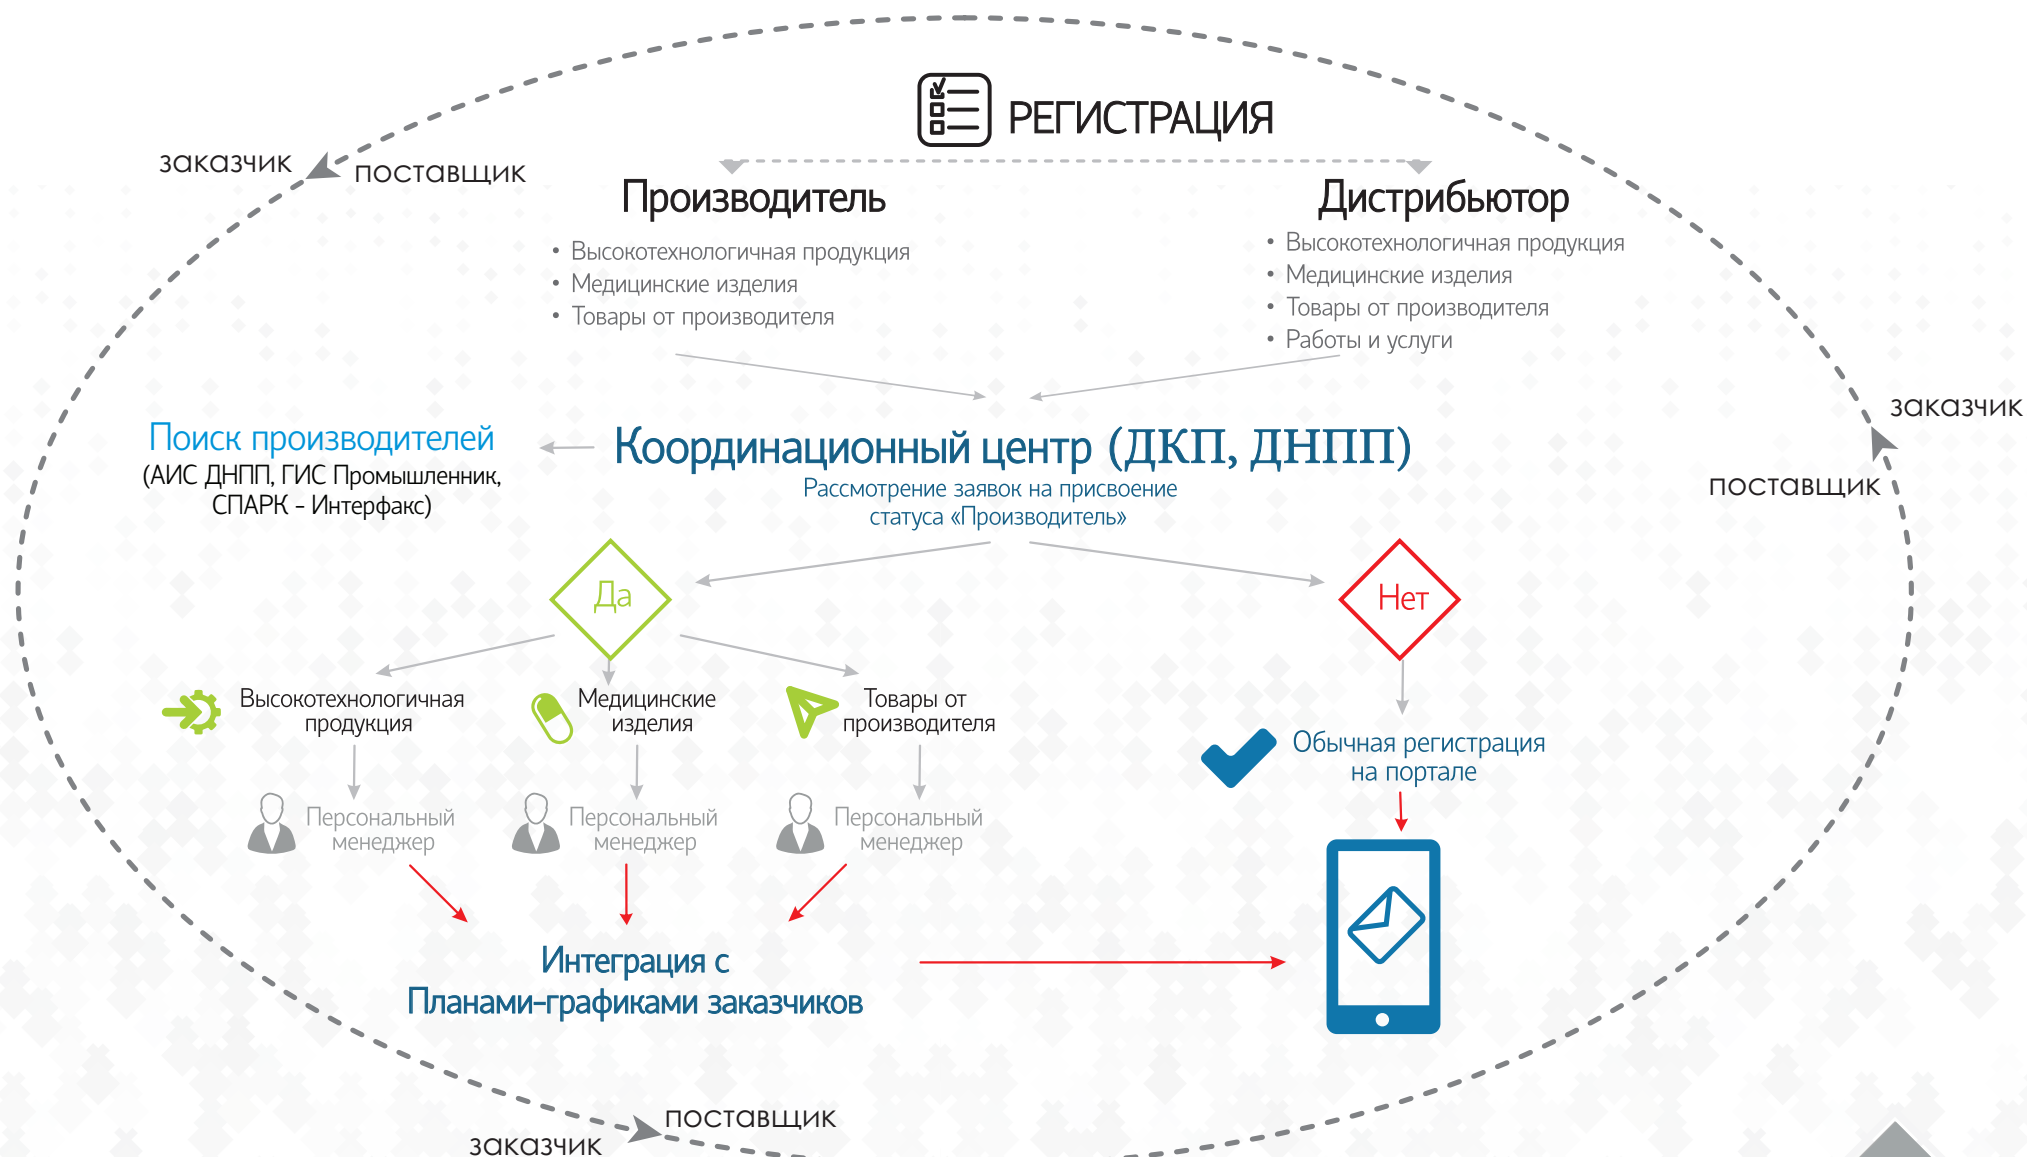 РЕГИСТРАЦИЯ
заказчик
поставщик
Производитель
• Высокотехнологичная продукция
• Медицинские изделия
• Товары от производителя
Дистрибьютор
• Высокотехнологичная продукция
• Медицинские изделия
• Товары от производителя
• Работы и услуги
заказчик
поставщик
Поиск производителей
(АИС ДНПП, ГИС Промышленник,
СПАРК - Интерфакс)
Координационный центр (ДКП, ДНПП)
Рассмотрение заявок на присвоение
статуса «Производитель»
Да
Нет
Высокотехнологичная
продукция
Медицинские
изделия
Товары от
производителя
Обычная регистрация
на портале
Персональный
менеджер
Персональный
менеджер
Персональный
менеджер
Интеграция с
Планами-графиками заказчиков
поставщик
заказчик